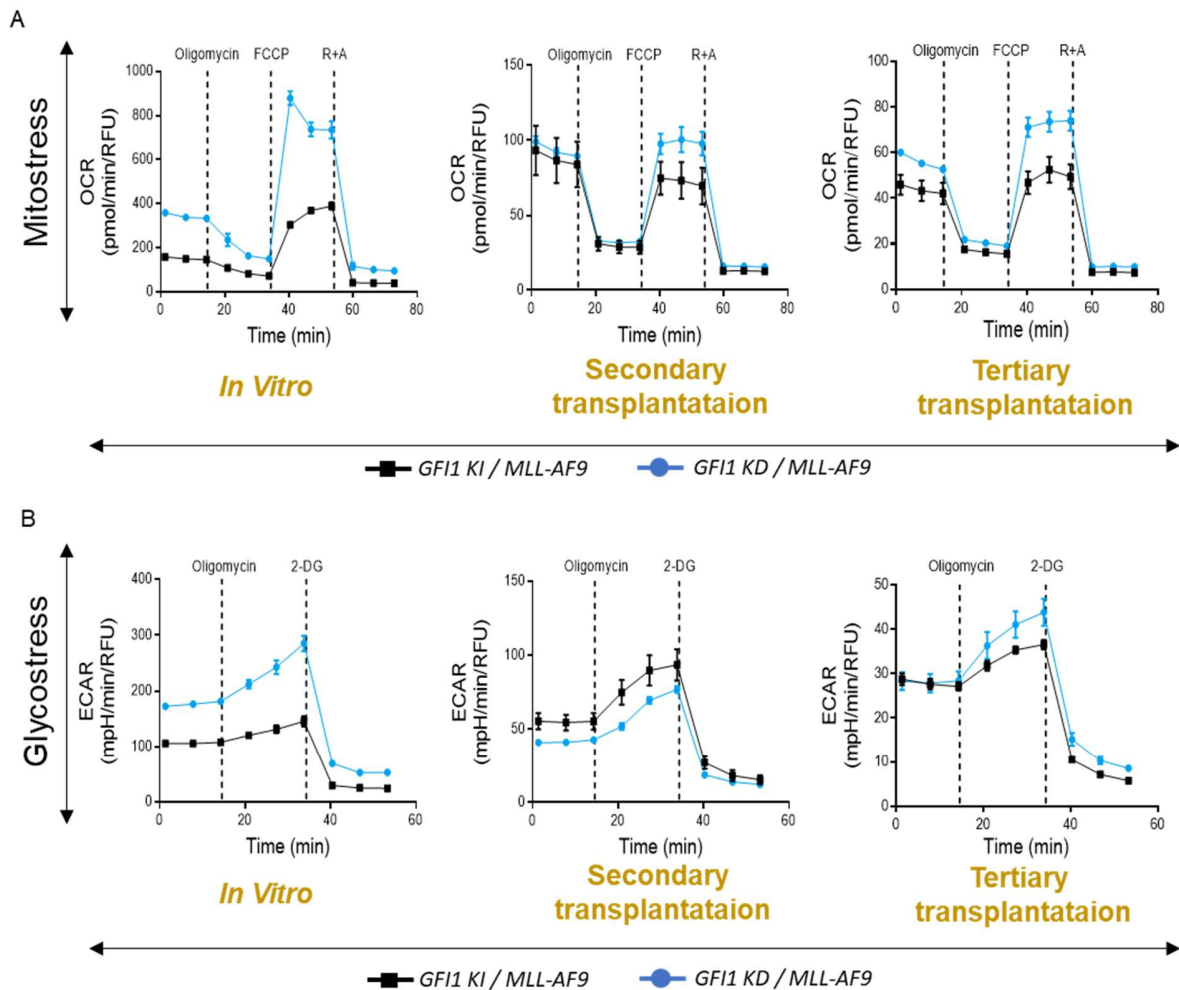 A
Mitostress
Oligomycin FCCP R+A
1000
800
600
400
200
0
OCR
(pmol/min/RFU)
0 20 40 60 80
Time (min)
In Vitro
Oligomycin FCCP R+A
150
100
50
0
OCR
(pmol/min/RFU)
0 20 40 60 80
Time (min)
Secondary
transplantataion
Oligomycin FCCP R+A
100
80
60
40
20
0
OCR
(pmol/min/RFU)
0 20 40 60 80
Time (min)
Tertiary
transplantataion
GFI1 KI / MLL-AF9 GFI1 KD / MLL-AF9
B
Glycostress
Oligomycin 2-DG
400
300
200
100
0
ECAR
(mpH/min/RFU)
0 20 40 60
Time (min)
In Vitro
Oligomycin 2-DG
150
100
50
0
ECAR
(mpH/min/RFU)
0 20 40 60
Time (min)
Secondary
transplantataion
Oligomycin 2-DG
50
40
30
20
10
0
ECAR
(mpH/min/RFU)
0 20 40 60
Time (min)
Tertiary
transplantataion
GFI1 KI / MLL-AF9 GFI1 KD / MLL-AF9